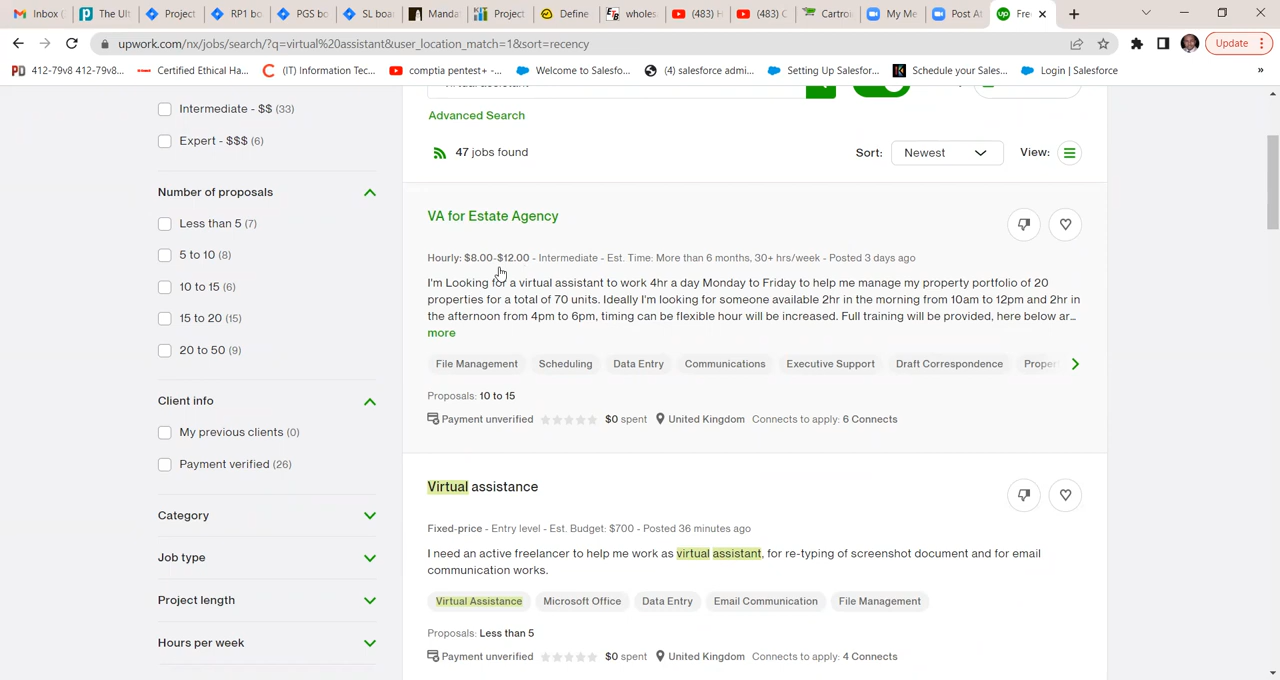 Inbox (
The Ult
Project
RP1 bo
PGS bo
SL boar
Manda
Project
Define
wholes
(483) H
(483) C
Cartroi
My Me
Post At
Free
upwork.com/nx/jobs/search/?q=virtual%20assistant&user_location_match=1&sort=recency
Update
412-79v8 412-79v8...
Certified Ethical Ha...
(IT) Information Tec...
comptia pentest+ -...
Welcome to Salesfo...
(4) salesforce admi...
Setting Up Salesfor...
Schedule your Sales...
Login | Salesforce
»
Intermediate - $$ (33)
Expert - $$$ (6)
Number of proposals
Less than 5 (7)
5 to 10 (8)
10 to 15 (6)
15 to 20 (15)
20 to 50 (9)
Client info
My previous clients (0)
Payment verified (26)
Category
Job type
Project length
Hours per week
Advanced Search
47 jobs found
Sort: Newest View:
VA for Estate Agency
Hourly: $8.00-$12.00 - Intermediate - Est. Time: More than 6 months, 30+ hrs/week - Posted 3 days ago
I'm Looking for a virtual assistant to work 4hr a day Monday to Friday to help me manage my property portfolio of 20
properties for a total of 70 units. Ideally I'm looking for someone available 2hr in the morning from 10am to 12pm and 2hr in
the afternoon from 4pm to 6pm, timing can be flexible hour will be increased. Full training will be provided, here below ar...
more
File Management Scheduling Data Entry Communications Executive Support Draft Correspondence Proper
Proposals: 10 to 15
Payment unverified $0 spent United Kingdom Connects to apply: 6 Connects
Virtual assistance
Fixed-price - Entry level - Est. Budget: $700 - Posted 36 minutes ago
I need an active freelancer to help me work as virtual assistant, for re-typing of screenshot document and for email
communication works.
Virtual Assistance Microsoft Office Data Entry Email Communication File Management
Proposals: Less than 5
Payment unverified $0 spent United Kingdom Connects to apply: 4 Connects